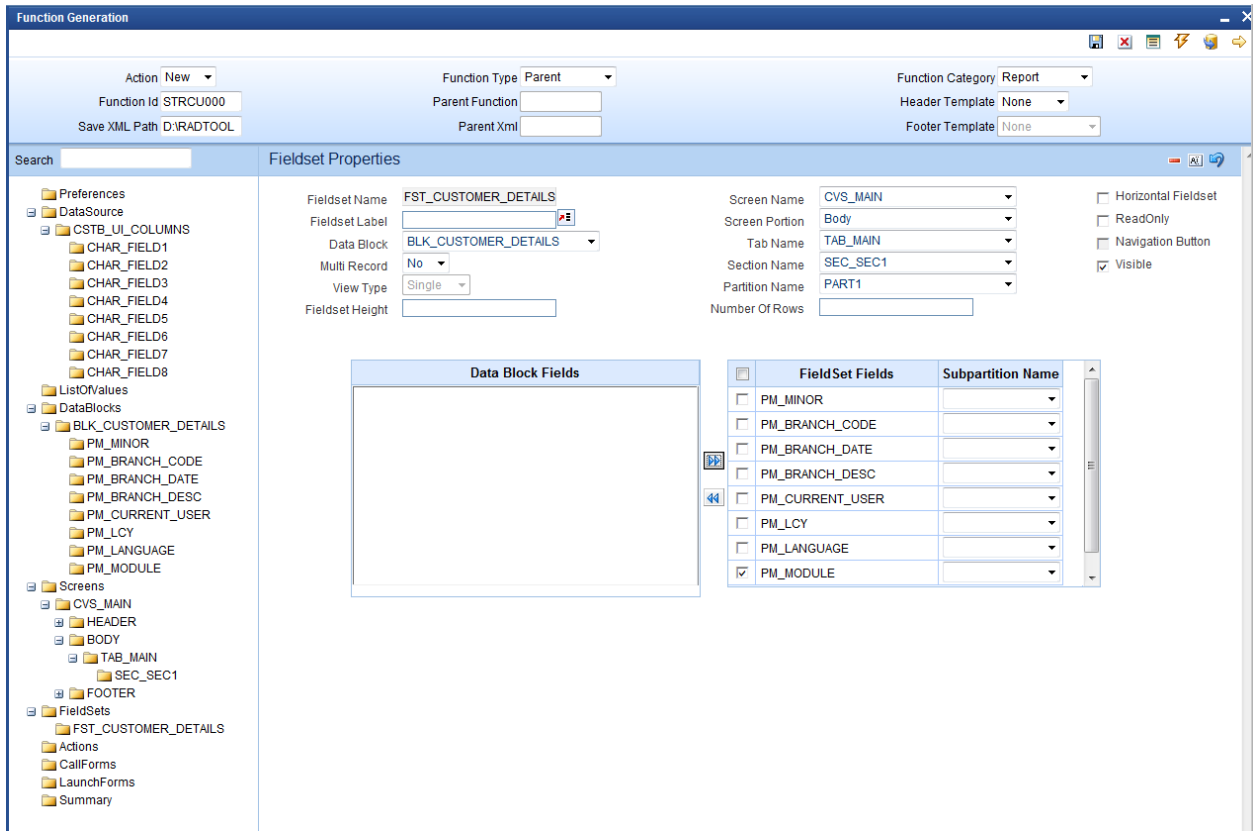 Function Generation
Action New Function Type Parent Function Category Report
Function Id STRCU000 Parent Function Header Template None
Save XML Path D:\RADTOOL Parent Xml Footer Template None
Search
Fieldset Properties
Preferences
DataSource
CSTB_UI_COLUMNS
CHAR_FIELD1
CHAR_FIELD2
CHAR_FIELD3
CHAR_FIELD4
CHAR_FIELD5
CHAR_FIELD6
CHAR_FIELD7
CHAR_FIELD8
ListOfValues
DataBlocks
BLK_CUSTOMER_DETAILS
PM_MINOR
PM_BRANCH_CODE
PM_BRANCH_DATE
PM_BRANCH_DESC
PM_CURRENT_USER
PM_LCY
PM_LANGUAGE
PM_MODULE
Screens
CVS_MAIN
HEADER
BODY
TAB_MAIN
SEC_SEC1
FOOTER
FieldSets
FST_CUSTOMER_DETAILS
Actions
CallForms
LaunchForms
Summary
Fieldset Name FST_CUSTOMER_DETAILS Screen Name CVS_MAIN Horizontal Fieldset
Fieldset Label Screen Portion Body ReadOnly
Data Block BLK_CUSTOMER_DETAILS Tab Name TAB_MAIN Navigation Button
Multi Record No Section Name SEC_SEC1 Visible
View Type Single Partition Name PART1
Fieldset Height Number Of Rows
Data Block Fields
FieldSet Fields Subpartition Name
PM_MINOR
PM_BRANCH_CODE
PM_BRANCH_DATE
PM_BRANCH_DESC
PM_CURRENT_USER
PM_LCY
PM_LANGUAGE
PM_MODULE